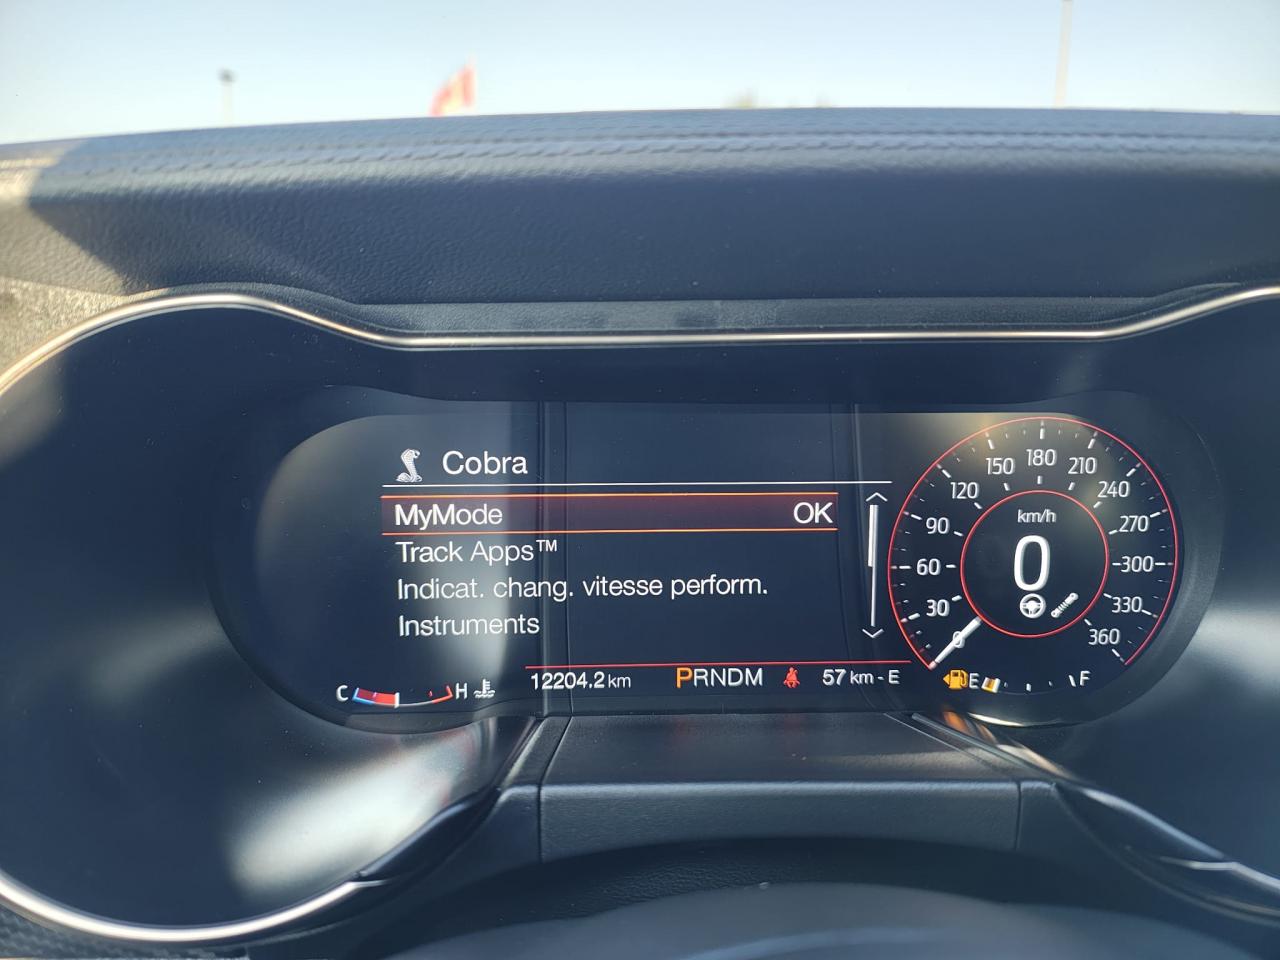 Cobra
MyMode OK
Track Apps™
Indicat. chang. vitesse perform.
Instruments
C H
12204.2 km
PRNDM
57 km - E
km/h
0
0
30
60
90
120
150
180
210
240
270
300
330
360
E F